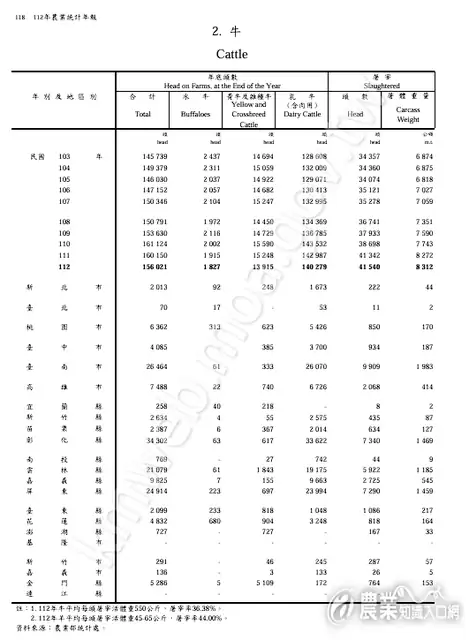 118 112年農業統計年報
2. 牛
Cattle
年底頭數 屠宰
Head on Farms, at the End of the Year Slaughtered
年別及地區別 合計 水牛 黃牛及雜種牛 乳牛 頭數 屠體重量
Yellow and (含肉用) Carcass
Total Buffaloes Crossbreed Dairy Cattle Head Weight
Cattle
頭 頭 頭 頭 頭 公噸
head head head head head m.t.
民國 103 年 145 739 2 437 14 694 128 608 34 357 6 874
104 149 379 2 311 15 059 132 009 34 360 6 875
105 146 030 2 037 14 922 129 071 34 074 6 818
106 147 152 2 057 14 682 130 413 35 121 7 027
107 150 346 2 104 15 247 132 995 35 278 7 059
108 150 791 1 972 14 450 134 369 36 741 7 351
109 153 630 2 116 14 729 136 785 37 933 7 590
110 161 124 2 002 15 590 143 532 38 698 7 743
111 160 150 1 915 15 248 142 987 41 342 8 272
112 156 021 1 827 13 915 140 279 41 540 8 312
新北市 2 013 92 248 1 673 222 44
臺北市 70 17 - 53 11 2
桃園市 6 362 313 623 5 426 850 170
臺中市 4 085 385 3 700 934 187
臺南市 26 464 61 333 26 070 9 909 1 983
高雄市 7 488 22 740 6 726 2 068 414
宜蘭縣 258 40 218 - 8 2
新竹縣 2 634 4 55 2 575 435 87
苗栗縣 2 387 6 367 2 014 634 127
彰化縣 34 302 63 617 33 622 7 340 1 469
南投縣 769 - 27 742 44 9
雲林縣 21 079 61 1 843 19 175 5 922 1 185
嘉義縣 9 825 7 155 9 663 2 725 545
屏東縣 24 914 223 697 23 994 7 290 1 459
臺東縣 2 099 233 818 1 048 1 086 217
花蓮縣 4 832 680 904 3 248 818 164
澎湖縣 727 - 727 - 167 33
基隆市 - - - - - -
新竹市 291 - 46 245 287 57
嘉義市 136 - 3 133 26 5
金門縣 5 286 5 5 109 172 764 153
連江縣 - - - - - -
註：1.112年牛平均每頭屠宰活體重550公斤，屠宰率36.38%。
2.112年羊平均每頭屠宰活體重45-65公斤，屠宰率44.00%。
資料來源：農業部統計處。
農業知識入口網